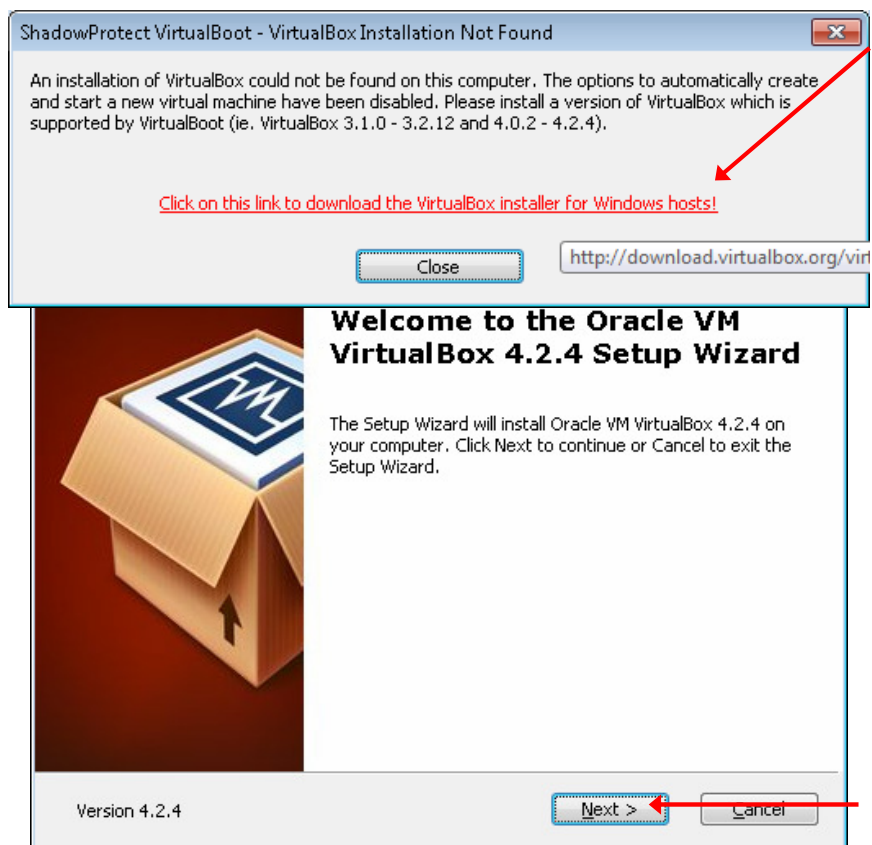 ShadowProtect VirtualBoot - VirtualBox Installation Not Found
An installation of VirtualBox could not be found on this computer. The options to automatically create
and start a new virtual machine have been disabled. Please install a version of VirtualBox which is
supported by VirtualBoot (ie. VirtualBox 3.1.0 - 3.2.12 and 4.0.2 - 4.2.4).
Click on this link to download the VirtualBox installer for Windows hosts!
Close
http://download.virtualbox.org/virt
Welcome to the Oracle VM
VirtualBox 4.2.4 Setup Wizard
The Setup Wizard will install Oracle VM VirtualBox 4.2.4 on
your computer. Click Next to continue or Cancel to exit the
Setup Wizard.
Version 4.2.4
Next >
Cancel